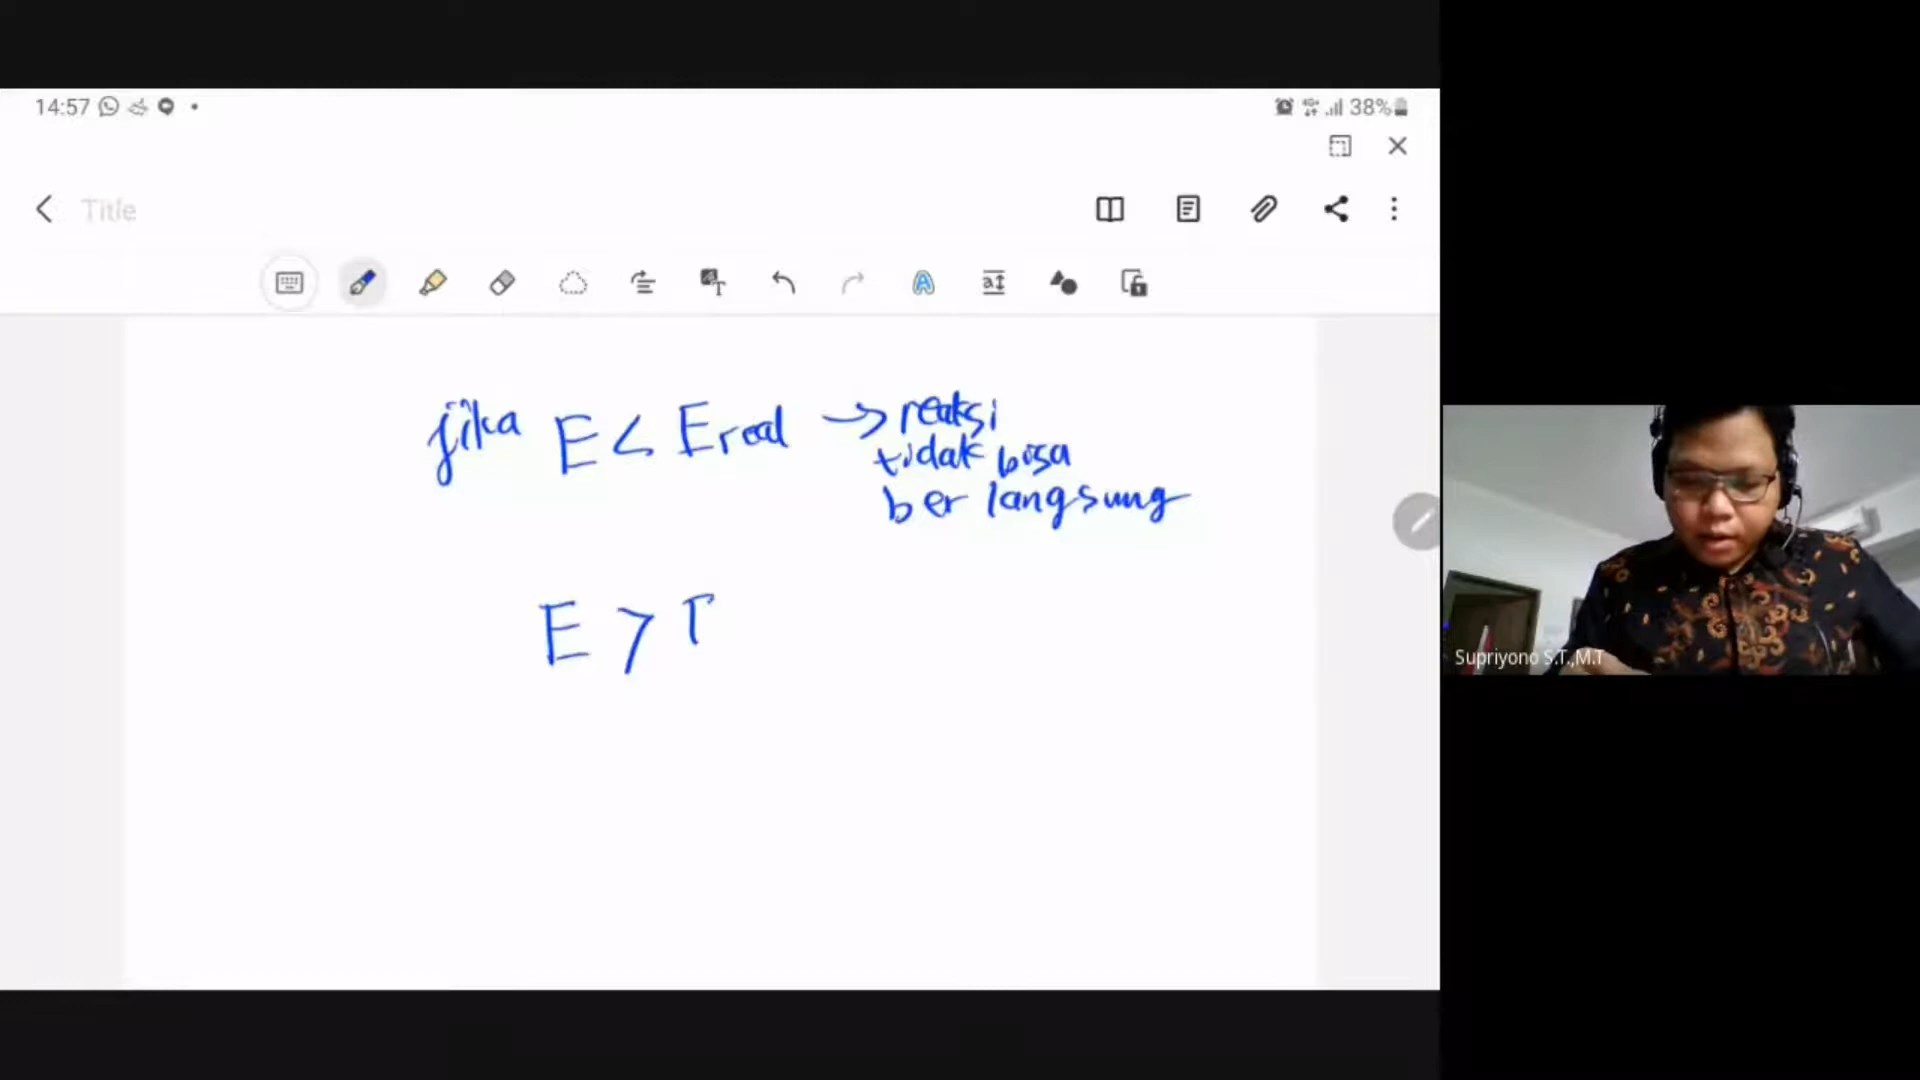 14:57
38%
Title
jika E < Ereal → reaksi
tidak bisa
ber langsung
E >
Supriyono S.T.,M.T